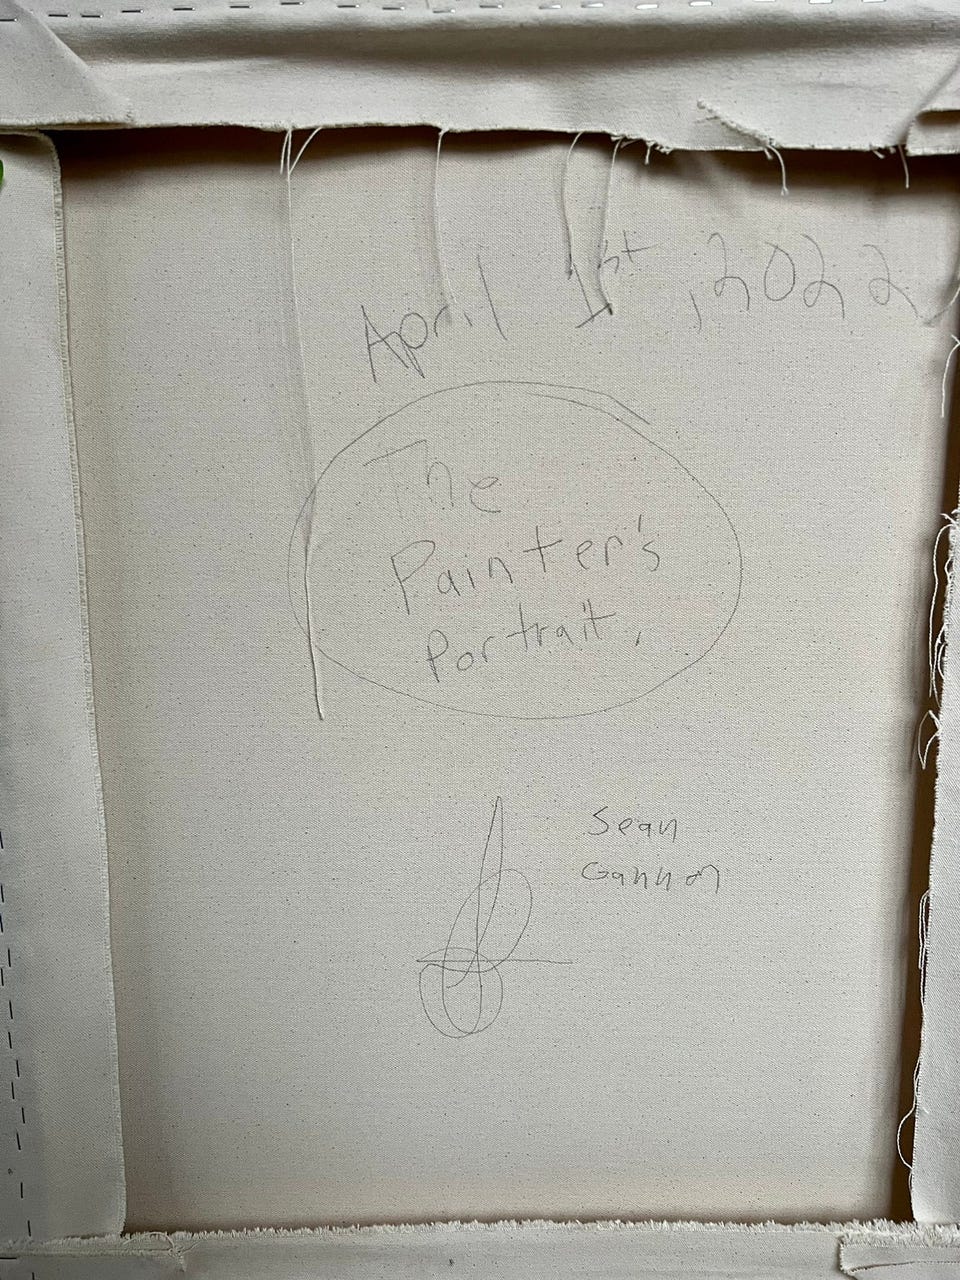 April 1st, 2022
The
Painter's
Portrait.
Sean
Gannon